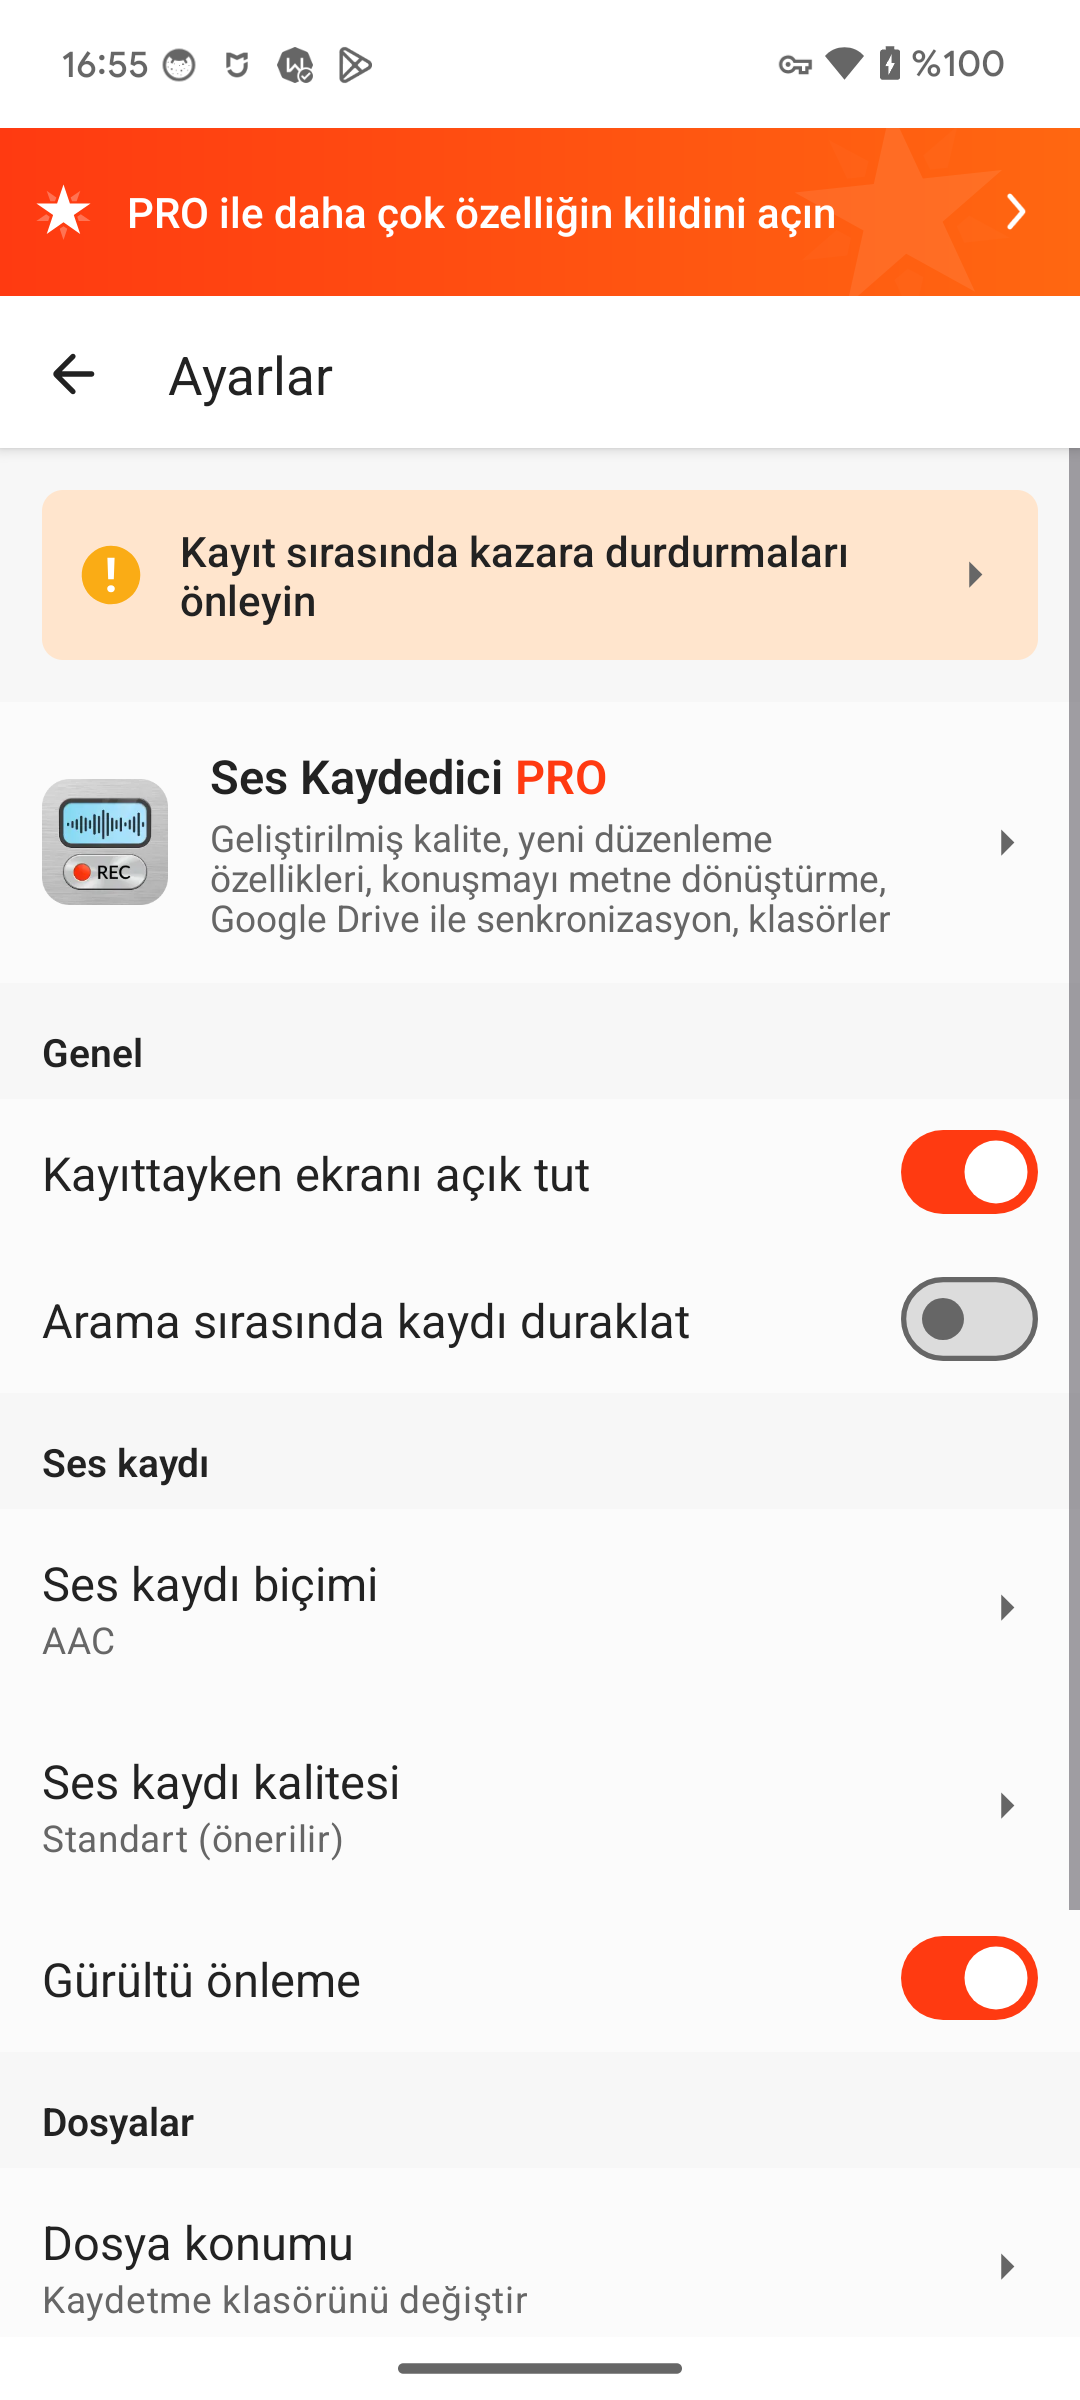 16:55
%100
PRO ile daha çok özelliğin kilidini açın
Ayarlar
Kayıt sırasında kazara durdurmaları
önleyin
REC
Ses Kaydedici PRO
Geliştirilmiş kalite, yeni düzenleme
özellikleri, konuşmayı metne dönüştürme,
Google Drive ile senkronizasyon, klasörler
Genel
Kayıttayken ekranı açık tut
Arama sırasında kaydı duraklat
Ses kaydı
Ses kaydı biçimi
AAC
Ses kaydı kalitesi
Standart (önerilir)
Gürültü önleme
Dosyalar
Dosya konumu
Kaydetme klasörünü değiştir